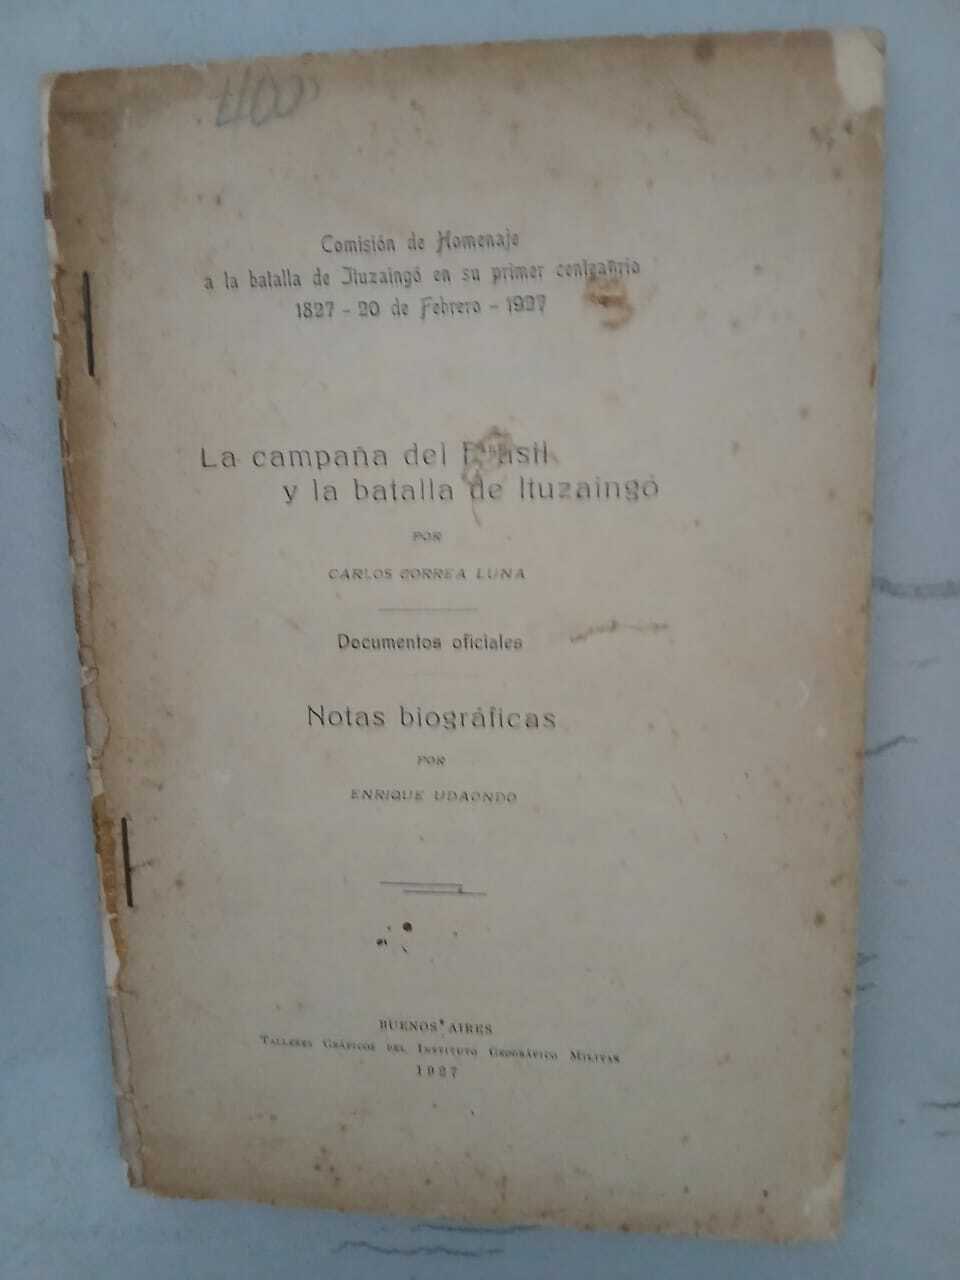 400
Comisión de Homenaje
a la batalla de Ituzaingó en su primer centenario
1827 - 20 de Febrero - 1927
La campaña del Brasil
y la batalla de Ituzaingó
POR
CARLOS CORREA LUNA
Documentos oficiales
Notas biográficas
POR
ENRIQUE UDAONDO
BUENOS AIRES
TALLERES GRÁFICOS DEL INSTITUTO GEOGRÁFICO MILITAR
1927